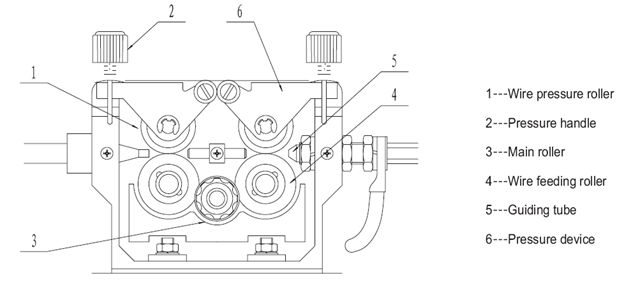 2
6
1
5
4
3
1---Wire pressure roller
2---Pressure handle
3---Main roller
4---Wire feeding roller
5---Guiding tube
6---Pressure device